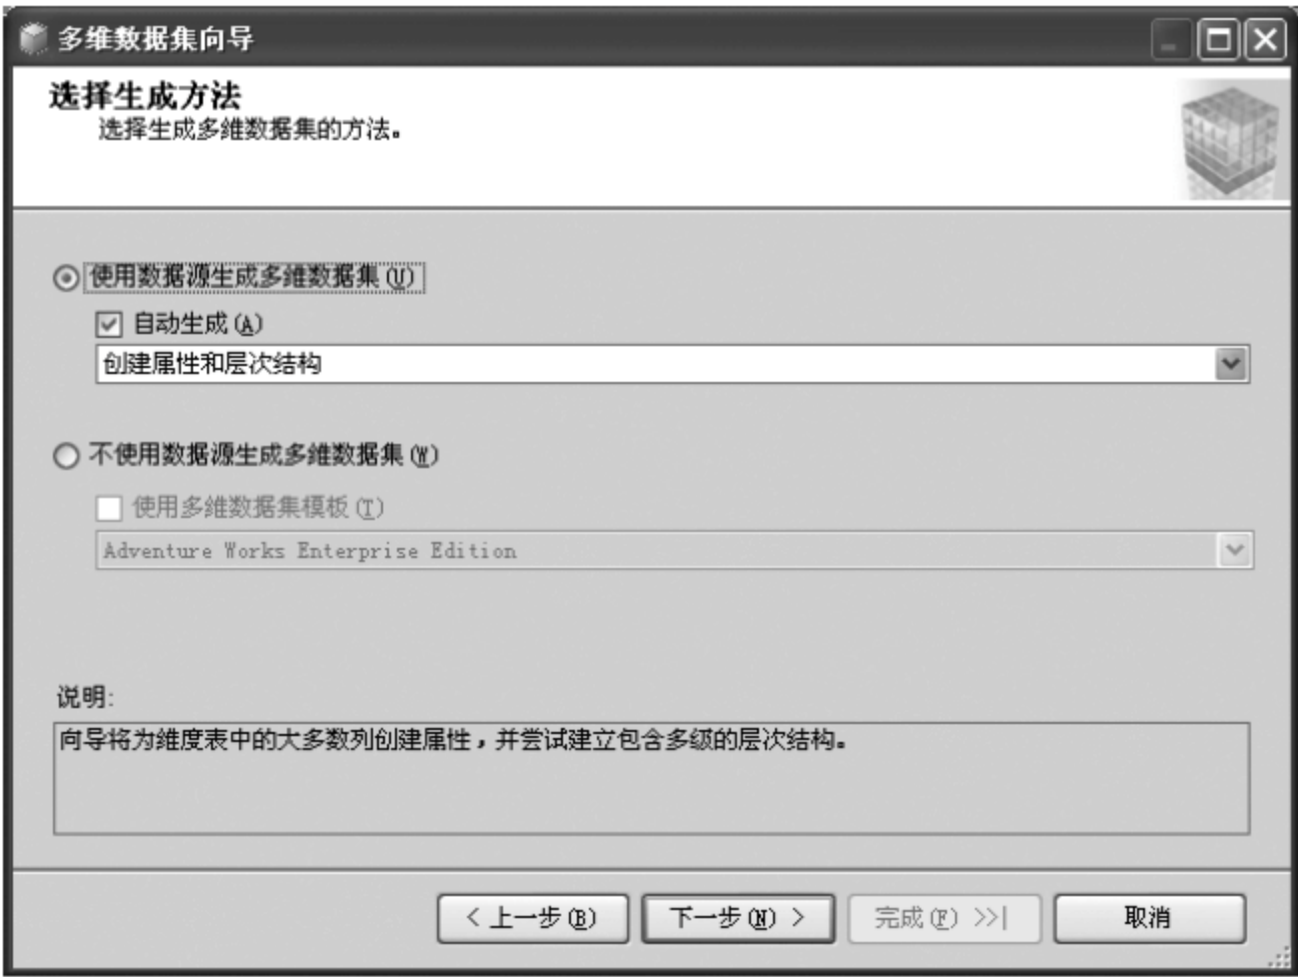 多维数据集向导
选择生成方法
选择生成多维数据集的方法。
使用数据源生成多维数据集(U)
自动生成(A)
创建属性和层次结构
不使用数据源生成多维数据集(W)
使用多维数据集模板(T)
Adventure Works Enterprise Edition
说明:
向导将为维度表中的大多数列创建属性，并尝试建立包含多级的层次结构。
< 上一步(B)
下一步(N) >
完成(F) >>|
取消